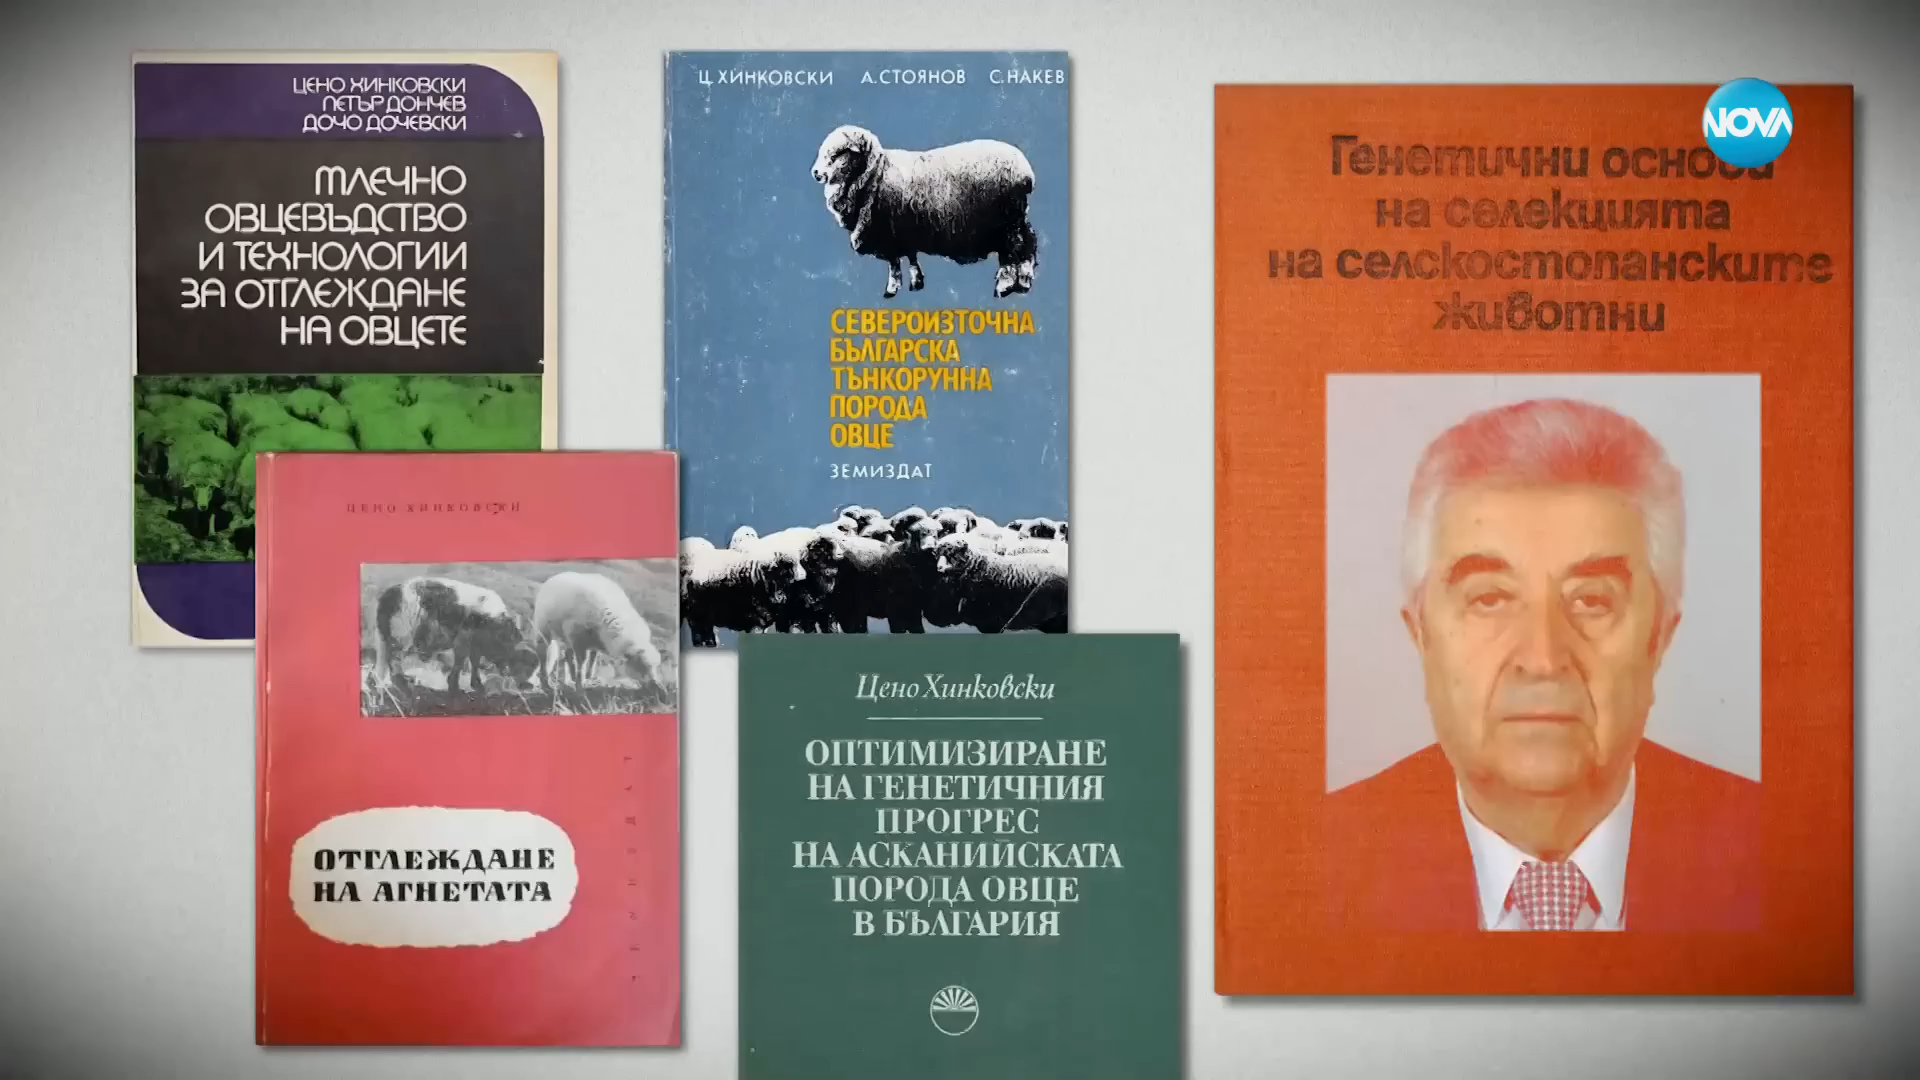 ЦЕНО ХИНКОВСКИ
ПЕТЪР ДОНЧЕВ
ДОЧО ДОЧЕВСКИ
МЛЕЧНО
ОВЦЕВЪДСТВО
И ТЕХНОЛОГИИ
ЗА ОТГЛЕЖДАНЕ
НА ОВЦЕТЕ
Ц. ХИНКОВСКИ А. СТОЯНОВ С. НАКЕВ
СЕВЕРОИЗТОЧНА
БЪЛГАРСКА
ТЪНКОРУННА
ПОРОДА
ОВЦЕ
ЗЕМИЗДАТ
ЦЕНО ХИНКОВСКИ
ОТГЛЕЖДАНЕ
НА АГНЕТАТА
ЗЕМИЗДАТ
Цено Хинковски
ОПТИМИЗИРАНЕ
НА ГЕНЕТИЧНИЯ
ПРОГРЕС
НА АСКАНИЙСКАТА
ПОРОДА ОВЦЕ
В БЪЛГАРИЯ
NOVA
Генетични основи
на селекцията
на селскостопанските
животни